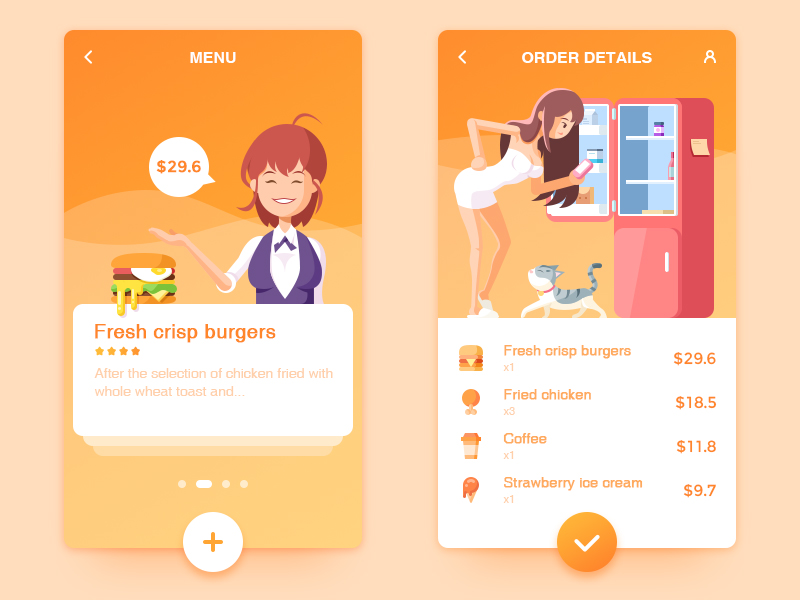 MENU
$29.6
Fresh crisp burgers
After the selection of chicken fried with
whole wheat toast and...
ORDER DETAILS
Fresh crisp burgers
x1
$29.6
Fried chicken
x3
$18.5
Coffee
x1
$11.8
Strawberry ice cream
x1
$9.7